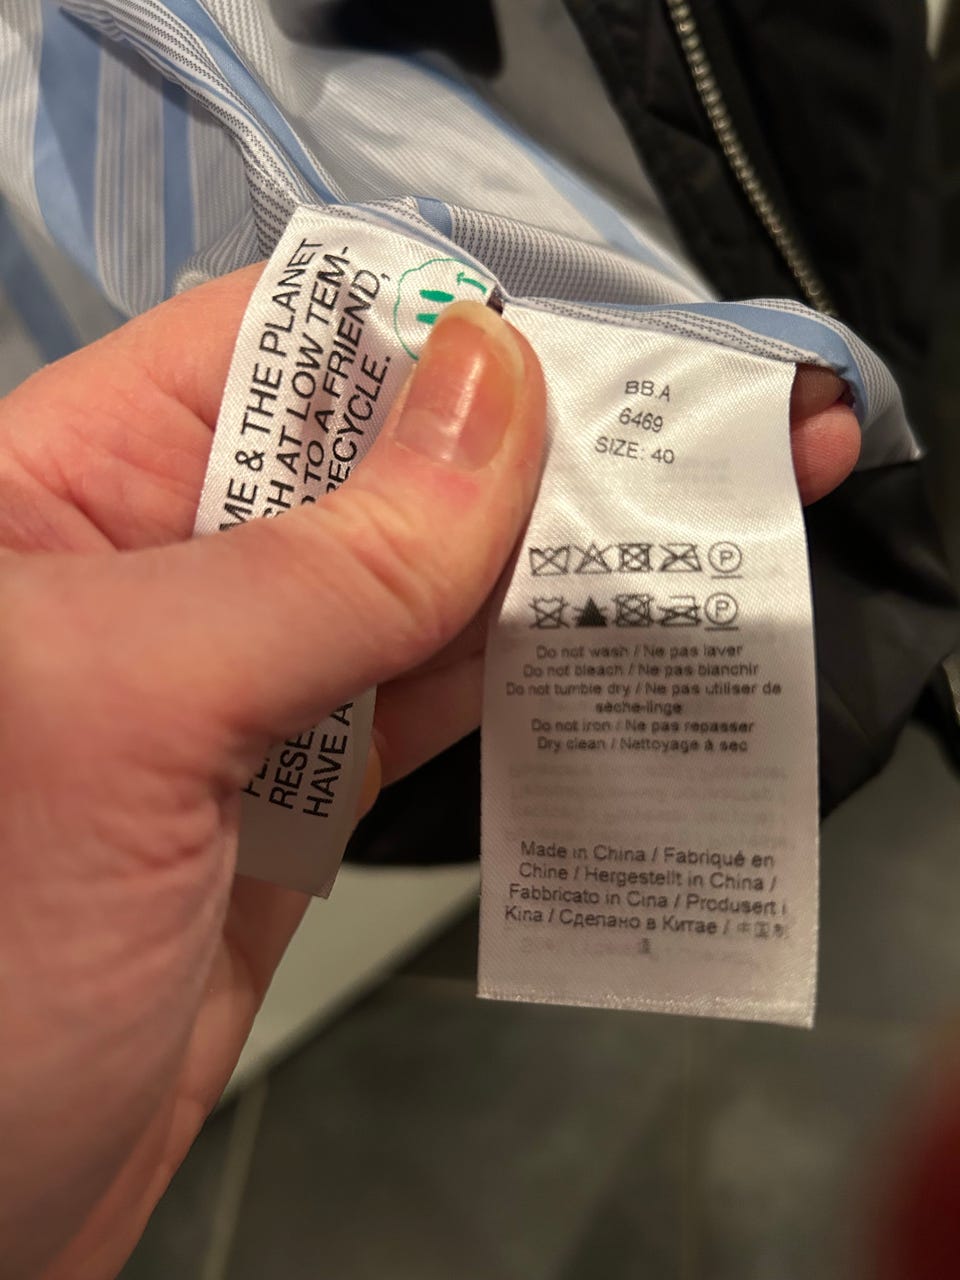 ME & THE PLANET
AT LOW TEM-
TO A FRIEND,
RECYCLE.
HAVE A
BB.A
6469
SIZE: 40
P
P
Do not wash / Ne pas laver
Do not bleach / Ne pas blanchir
Do not tumble dry / Ne pas utiliser de
sèche-linge
Do not iron / Ne pas repasser
Dry clean / Nettoyage à sec
Made in China / Fabriqué en
Chine / Hergestellt in China /
Fabbricato in Cina / Produsert i
Kina / Сделано в Китае / 中国制